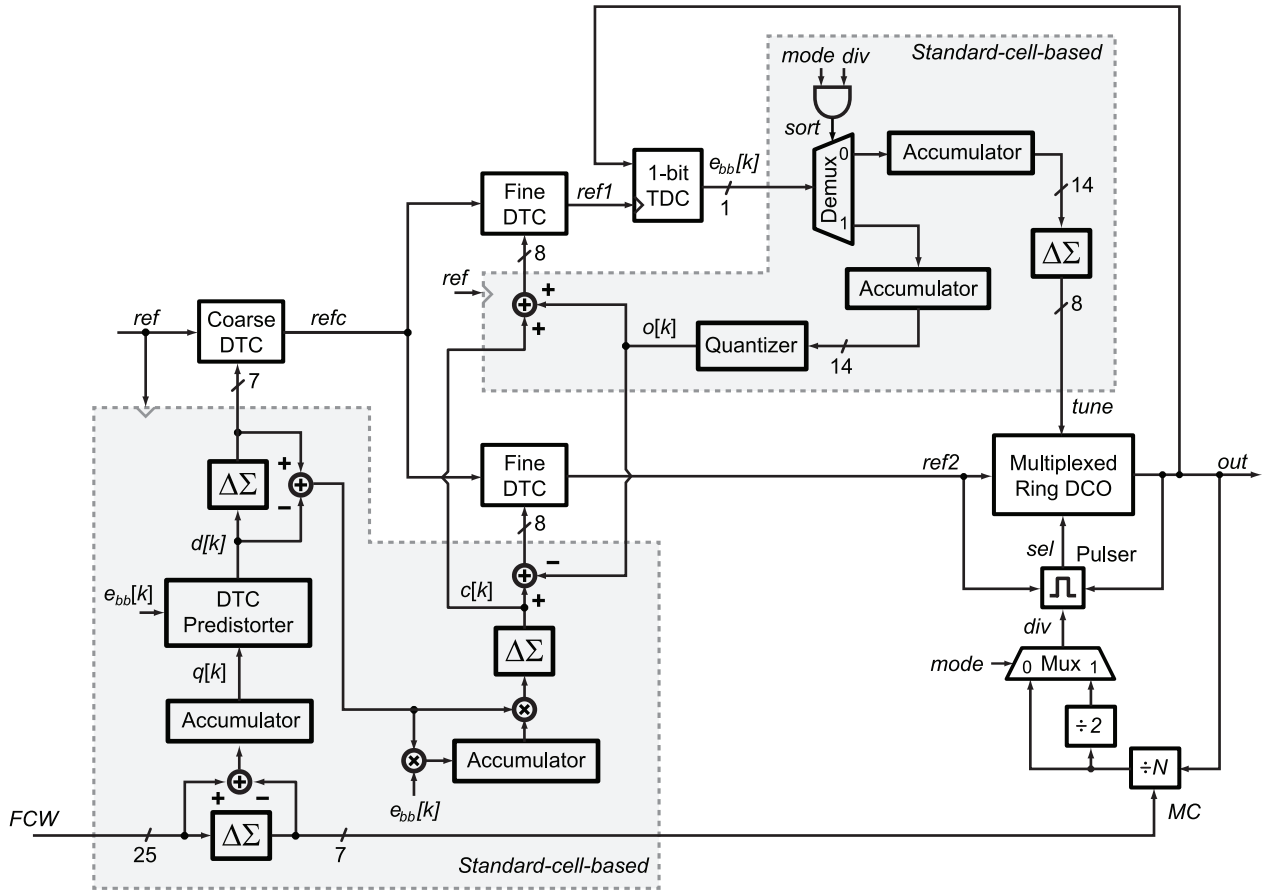 Standard-cell-based
mode div
sort
Demux
0
1
Accumulator
14
ΔΣ
8
tune
1-bit
TDC
e_bb[k]
1
Fine
DTC
ref1
8
ref
+
+
+
Accumulator
14
Quantizer
o[k]
ref
Coarse
DTC
refc
7
ΔΣ
+
+
−
d[k]
e_bb[k]
DTC
Predistorter
q[k]
Accumulator
+
+ −
FCW
25
ΔΣ
7
Fine
DTC
ref2
8
+
−
+
c[k]
ΔΣ
×
×
Accumulator
e_bb[k]
Standard-cell-based
Multiplexed
Ring DCO
out
sel
Pulser
div
mode
0 Mux 1
÷2
÷N
MC